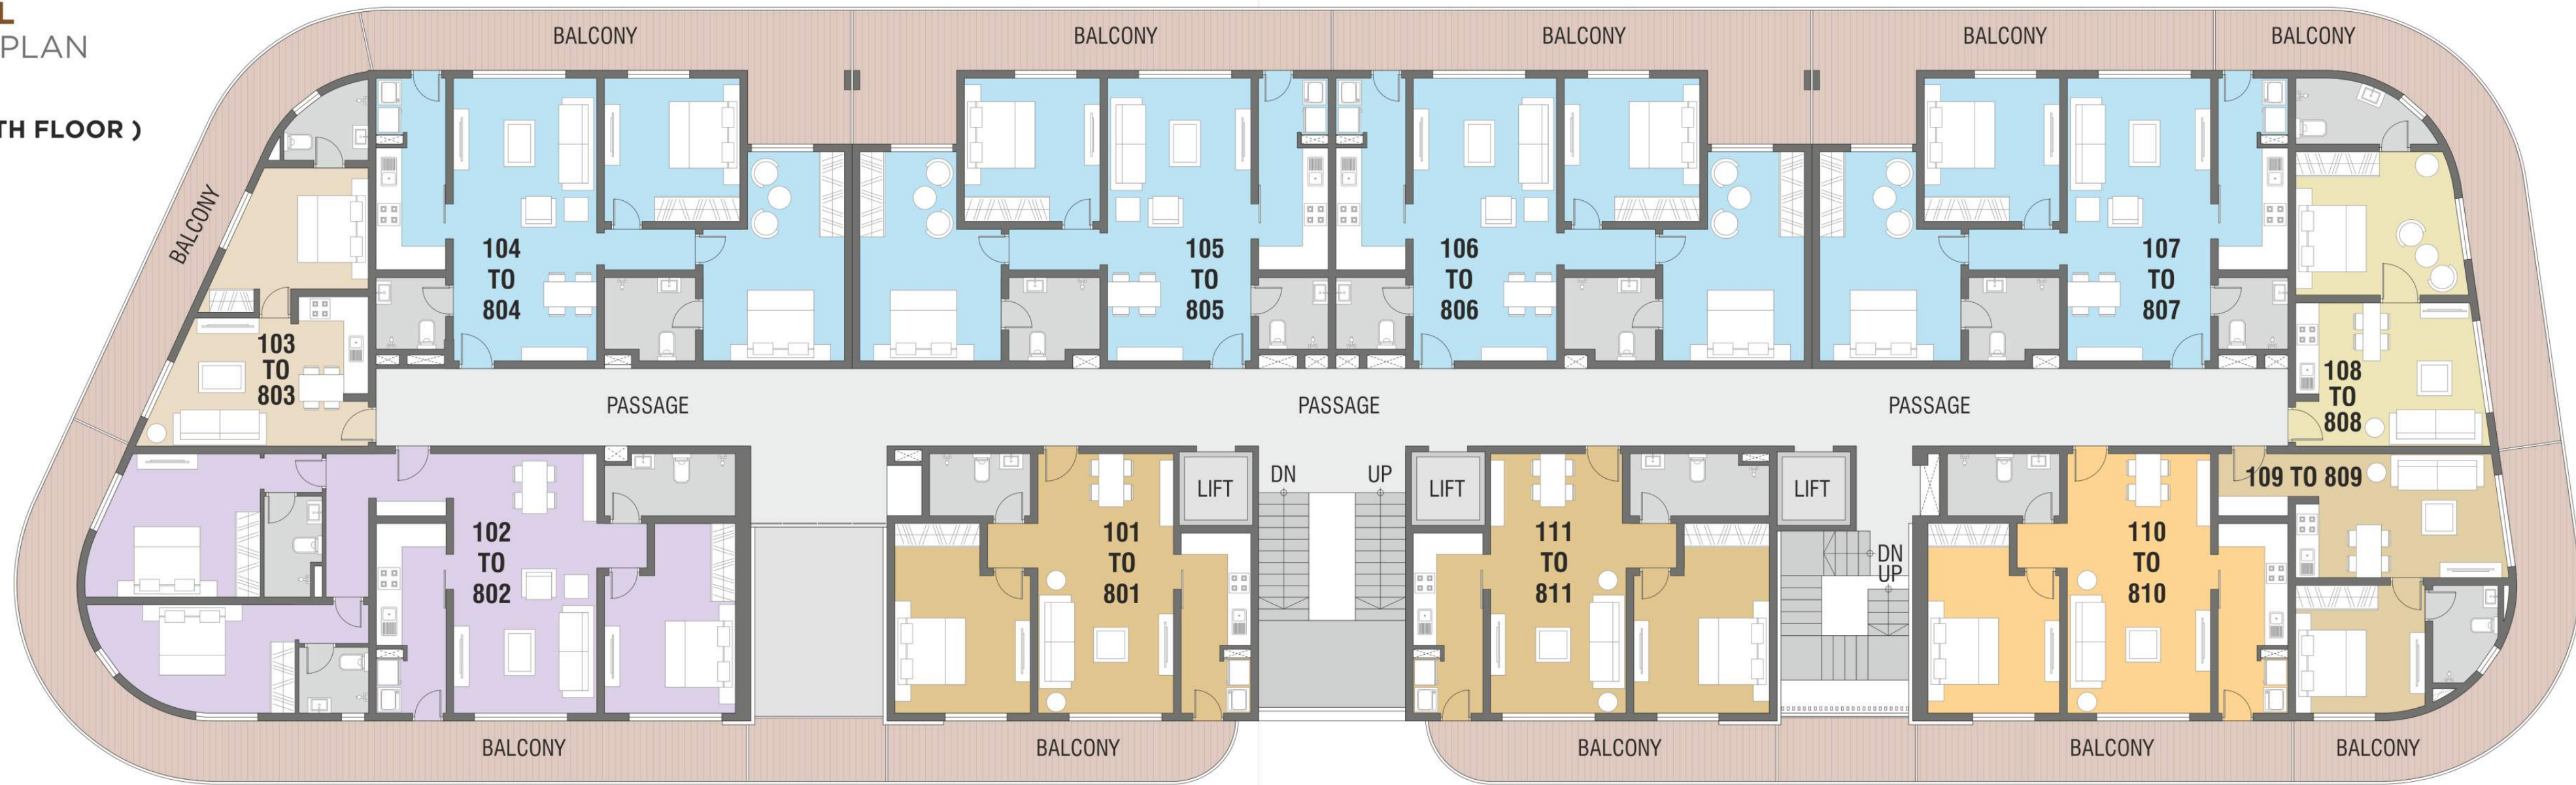 PLAN
TH FLOOR )
BALCONY
BALCONY
BALCONY
BALCONY
BALCONY
BALCONY
104
TO
804
105
TO
805
106
TO
806
107
TO
807
103
TO
803
108
TO
808
PASSAGE
PASSAGE
PASSAGE
102
TO
802
101
TO
801
LIFT
DN
UP
LIFT
111
TO
811
LIFT
DN
UP
110
TO
810
109 TO 809
BALCONY
BALCONY
BALCONY
BALCONY
BALCONY